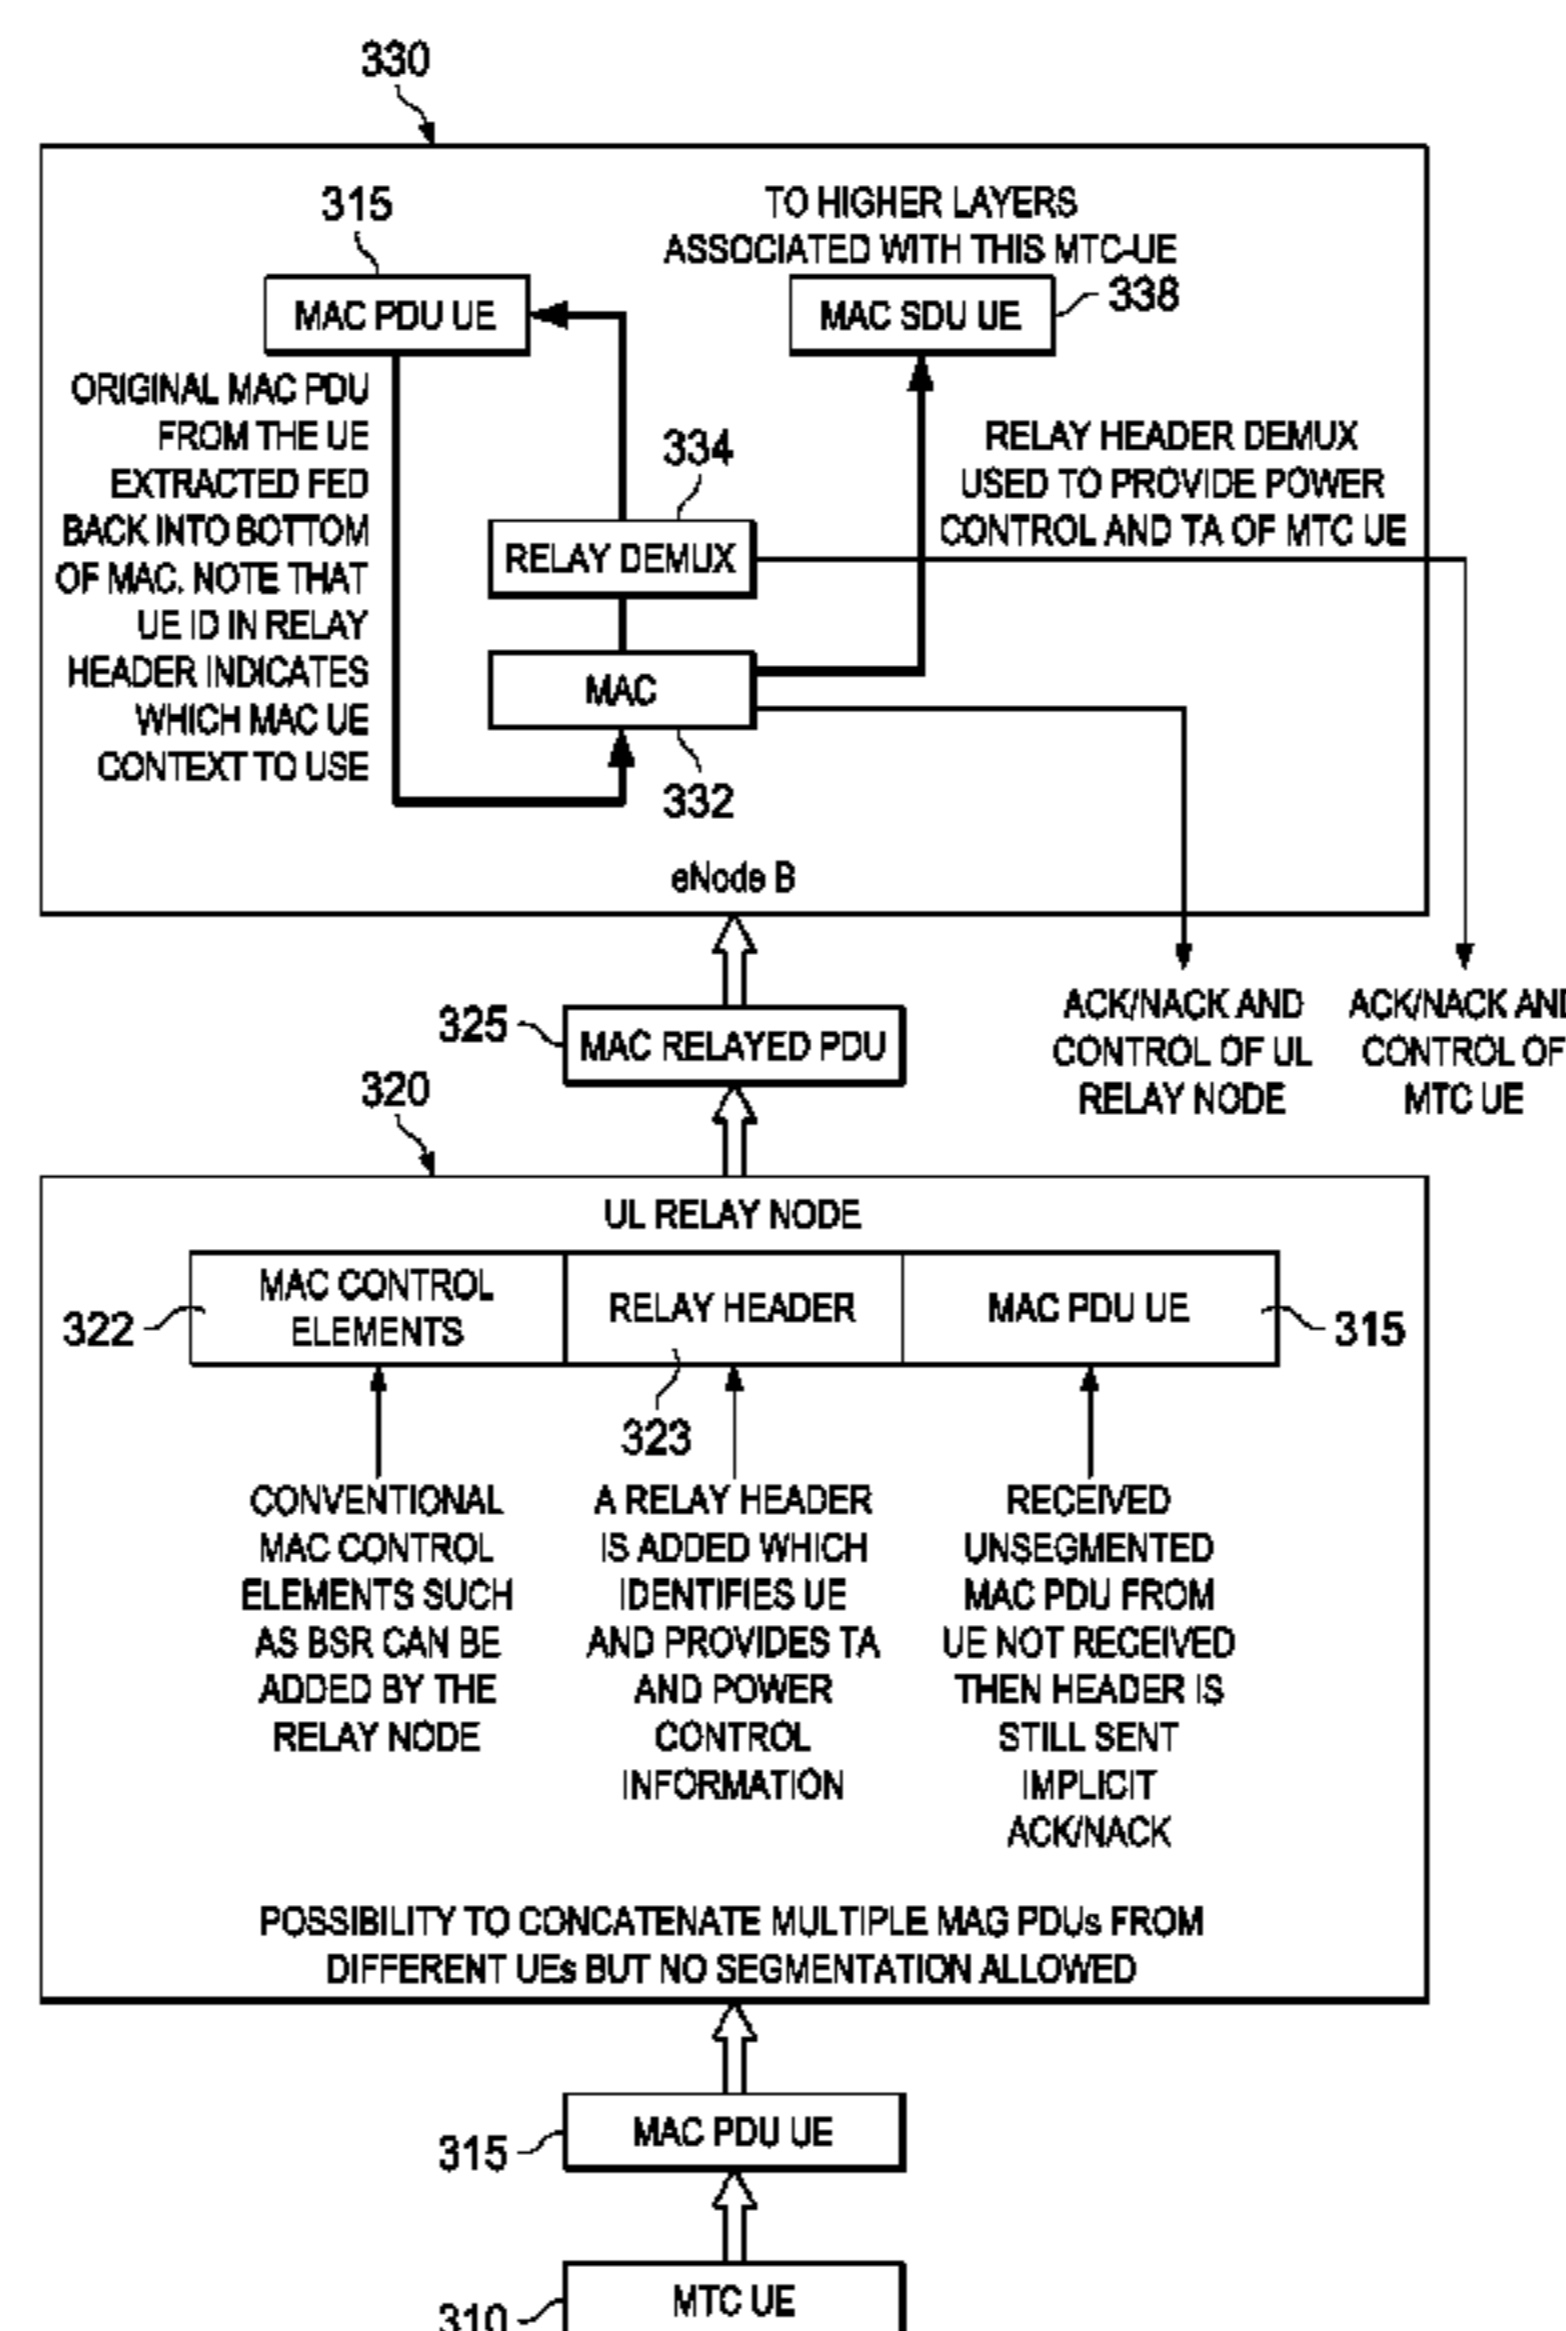 330
315
TO HIGHER LAYERS
ASSOCIATED WITH THIS MTC-UE
MAC PDU UE
MAC SDU UE
338
ORIGINAL MAC PDU
FROM THE UE
EXTRACTED FED
BACK INTO BOTTOM
OF MAC. NOTE THAT
UE ID IN RELAY
HEADER INDICATES
WHICH MAC UE
CONTEXT TO USE
334
RELAY HEADER DEMUX
USED TO PROVIDE POWER
CONTROL AND TA OF MTC UE
RELAY DEMUX
MAC
332
eNode B
325
MAC RELAYED PDU
ACK/NACK AND
CONTROL OF UL
RELAY NODE
ACK/NACK AND
CONTROL OF
MTC UE
320
UL RELAY NODE
322
MAC CONTROL
ELEMENTS
RELAY HEADER
MAC PDU UE
315
323
CONVENTIONAL
MAC CONTROL
ELEMENTS SUCH
AS BSR CAN BE
ADDED BY THE
RELAY NODE
A RELAY HEADER
IS ADDED WHICH
IDENTIFIES UE
AND PROVIDES TA
AND POWER
CONTROL
INFORMATION
RECEIVED
UNSEGMENTED
MAC PDU FROM
UE NOT RECEIVED
THEN HEADER IS
STILL SENT
IMPLICIT
ACK/NACK
POSSIBILITY TO CONCATENATE MULTIPLE MAG PDUs FROM
DIFFERENT UEs BUT NO SEGMENTATION ALLOWED
315
MAC PDU UE
310
MTC UE